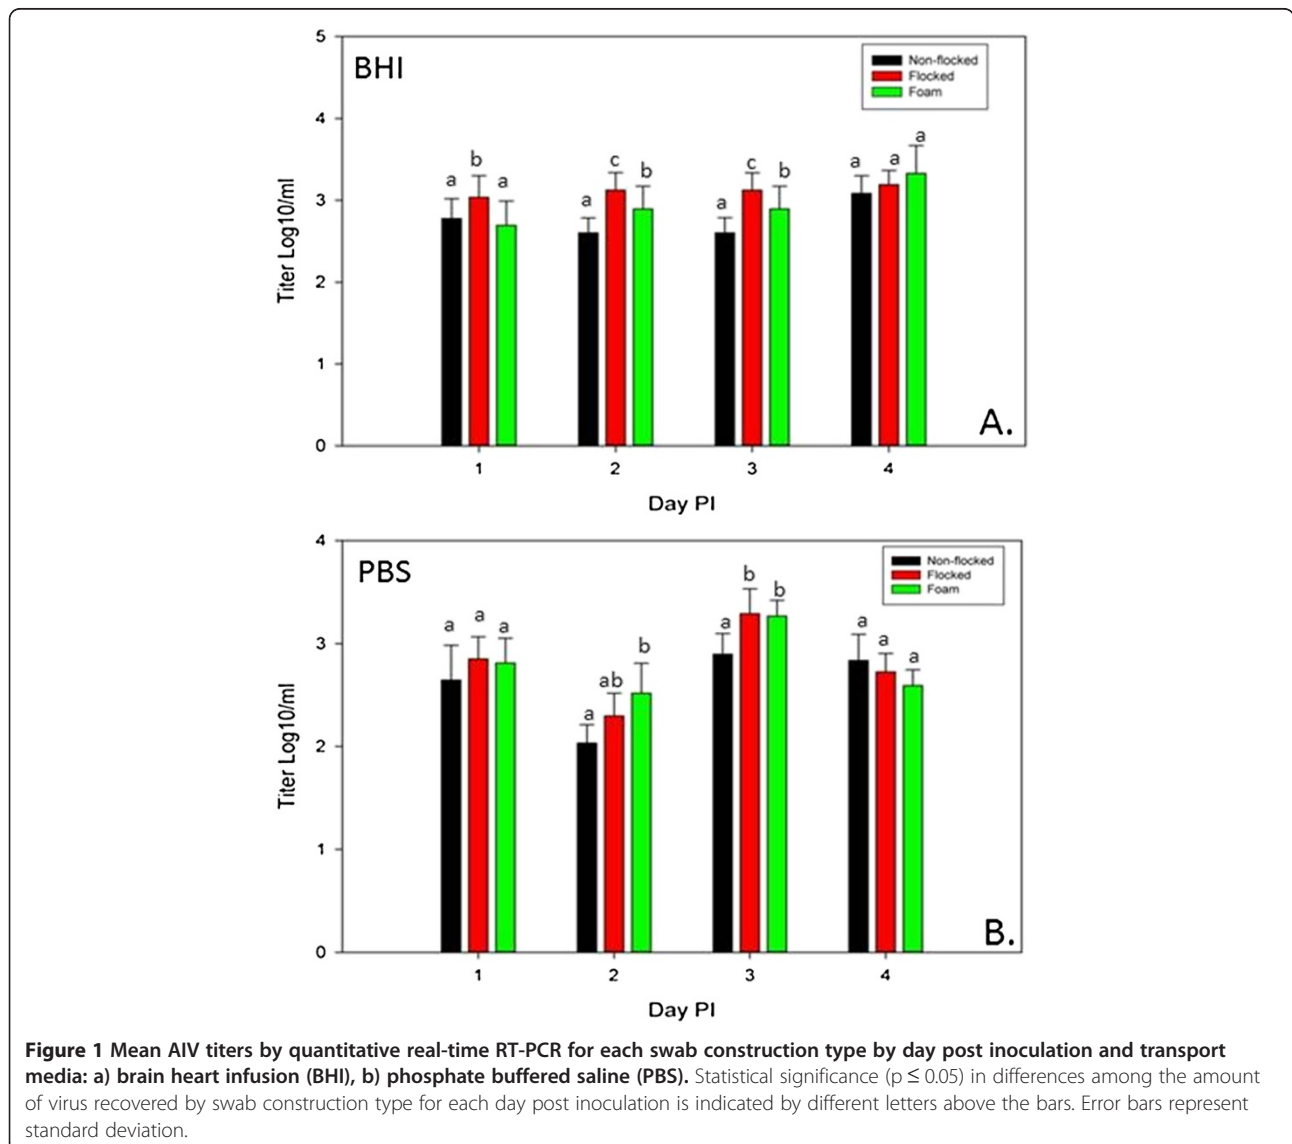 5
BHI
Non-flocked
Flocked
Foam
4
a
b
a
a
c
b
a
c
b
a
a
a
3
2
1
0
Titer Log10/ml
A.
1 2 3 4
Day PI
4
PBS
Non-flocked
Flocked
Foam
a
a
a
a
ab
b
a
b
b
a
a
a
3
2
1
0
Titer Log10/ml
B.
1 2 3 4
Day PI
Figure 1 Mean AIV titers by quantitative real-time RT-PCR for each swab construction type by day post inoculation and transport
media: a) brain heart infusion (BHI), b) phosphate buffered saline (PBS). Statistical significance (p ≤ 0.05) in differences among the amount
of virus recovered by swab construction type for each day post inoculation is indicated by different letters above the bars. Error bars represent
standard deviation.